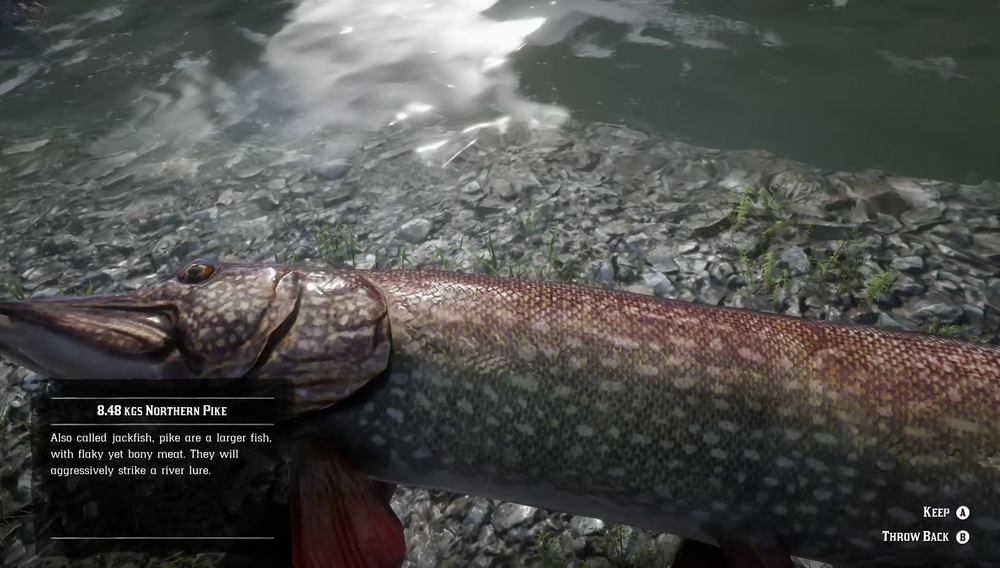 8.48 KGS NORTHERN PIKE
Also called jackfish, pike are a larger fish,
with flaky yet bony meat. They will
aggressively strike a river lure.
KEEP A
THROW BACK B